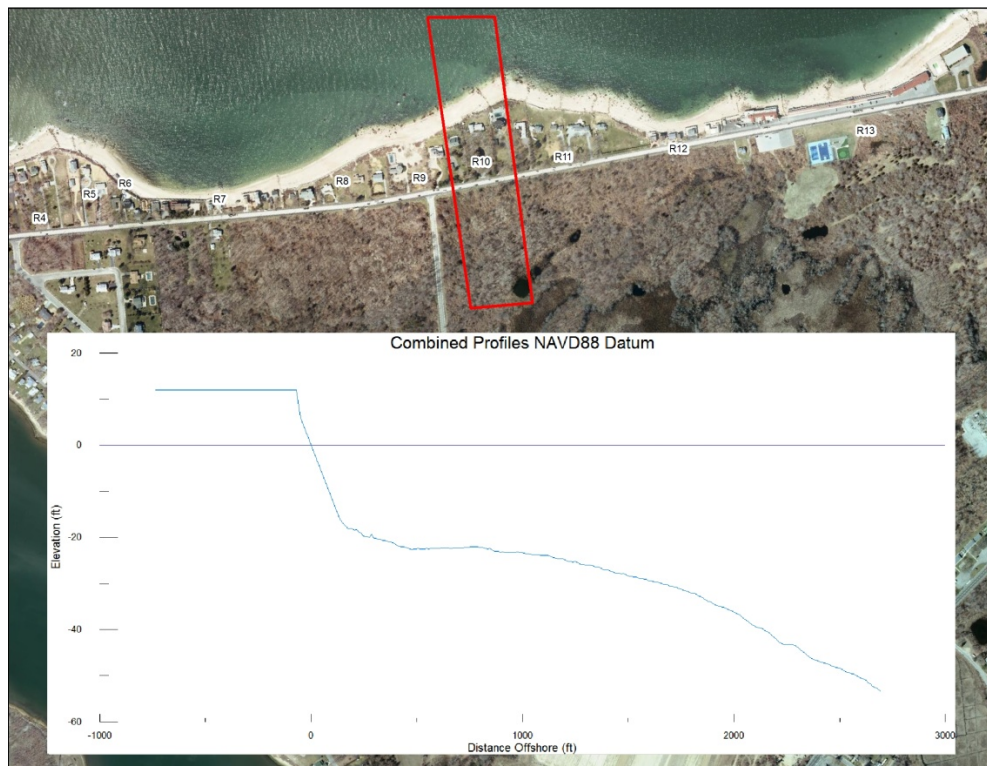 R4
R5
R6
R7
R8
R9
R10
R11
R12
R13
Combined Profiles NAVD88 Datum
20
0
-20
-40
-60
Elevation (ft)
-1000
0
1000
2000
3000
Distance Offshore (ft)